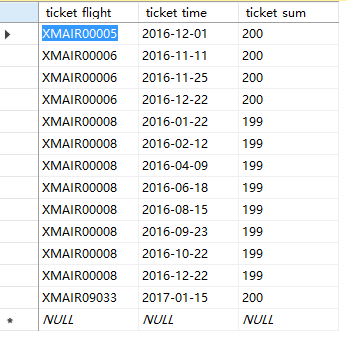 ticket flight ticket time ticket sum
XMAIR00005 2016-12-01 200
XMAIR00006 2016-11-11 200
XMAIR00006 2016-11-25 200
XMAIR00006 2016-12-22 200
XMAIR00008 2016-01-22 199
XMAIR00008 2016-02-12 199
XMAIR00008 2016-04-09 199
XMAIR00008 2016-06-18 199
XMAIR00008 2016-08-15 199
XMAIR00008 2016-09-23 199
XMAIR00008 2016-10-22 199
XMAIR00008 2016-12-22 199
XMAIR09033 2017-01-15 200
NULL NULL NULL